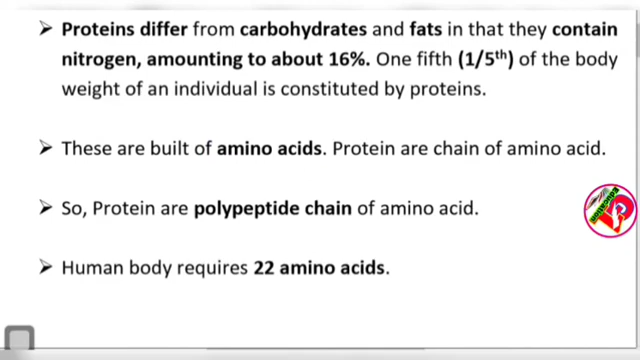 ➤ Proteins differ from carbohydrates and fats in that they contain
nitrogen, amounting to about 16%. One fifth (1/5th) of the body
weight of an individual is constituted by proteins.
➤ These are built of amino acids. Protein are chain of amino acid.
➤ So, Protein are polypeptide chain of amino acid.
Education
➤ Human body requires 22 amino acids.